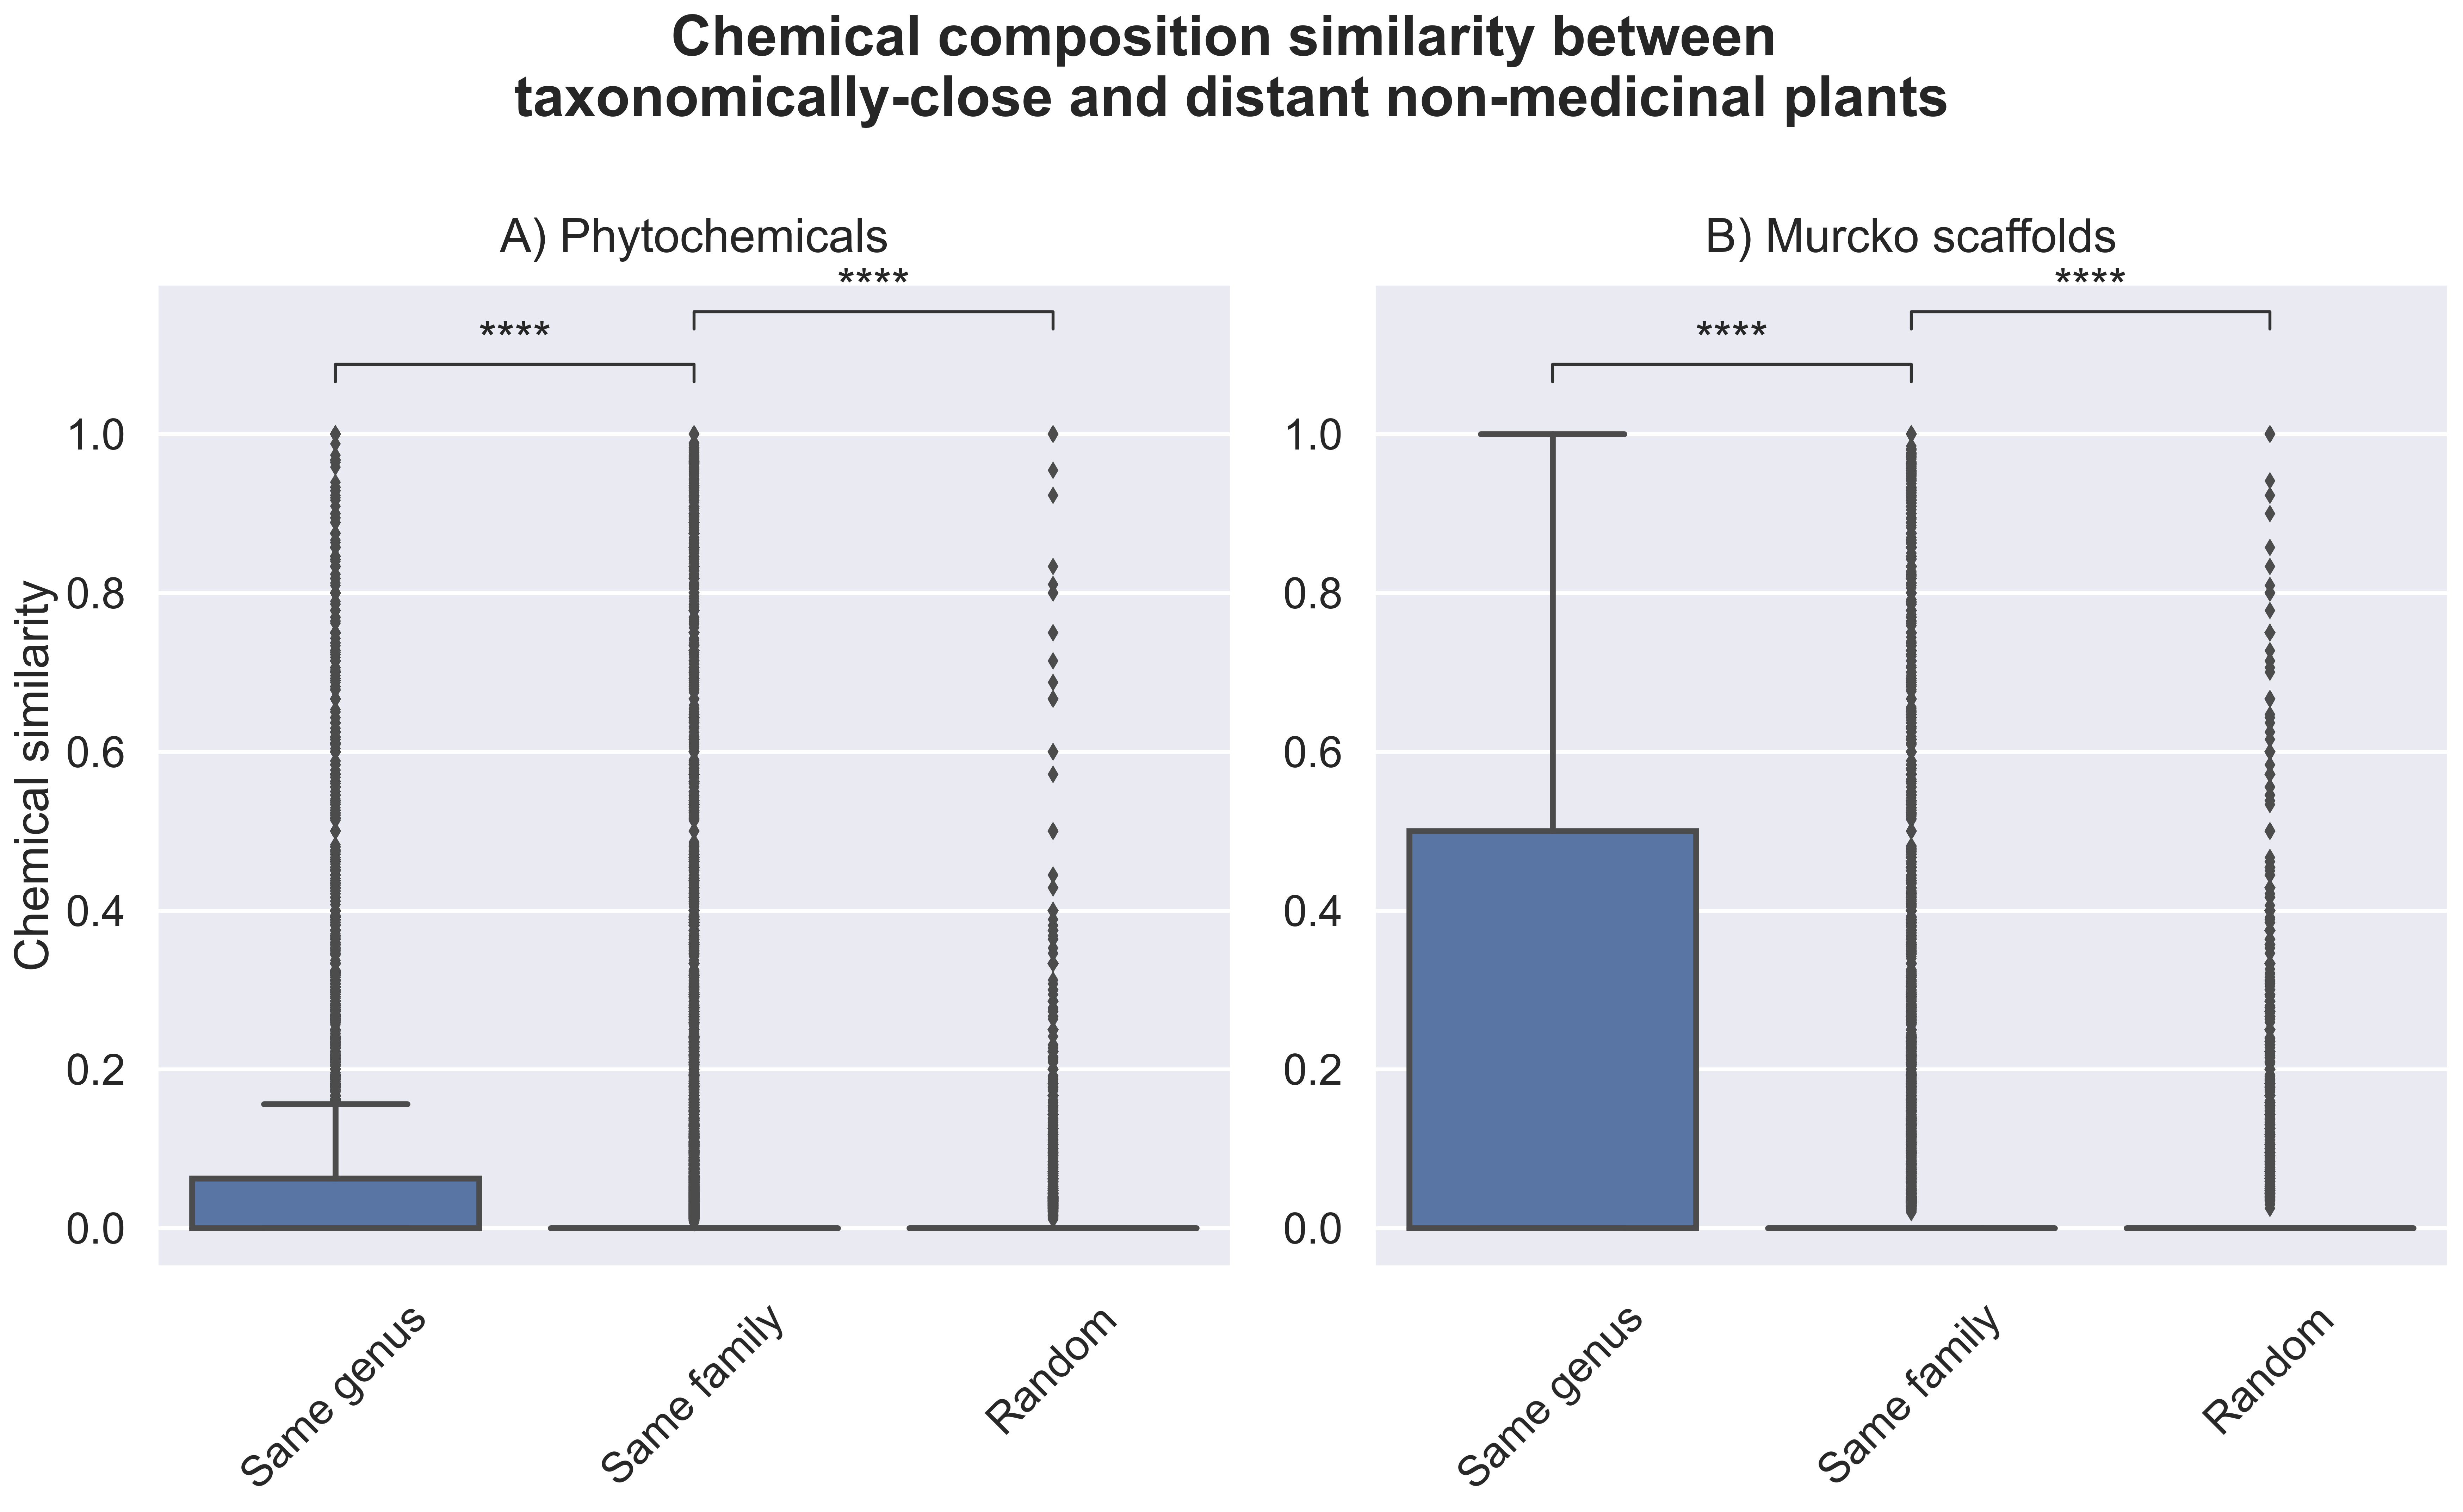 Chemical composition similarity between
taxonomically-close and distant non-medicinal plants
A) Phytochemicals
B) Murcko scaffolds
****
****
****
****
Chemical similarity
1.0
0.8
0.6
0.4
0.2
0.0
1.0
0.8
0.6
0.4
0.2
0.0
Same genus
Same family
Random
Same genus
Same family
Random